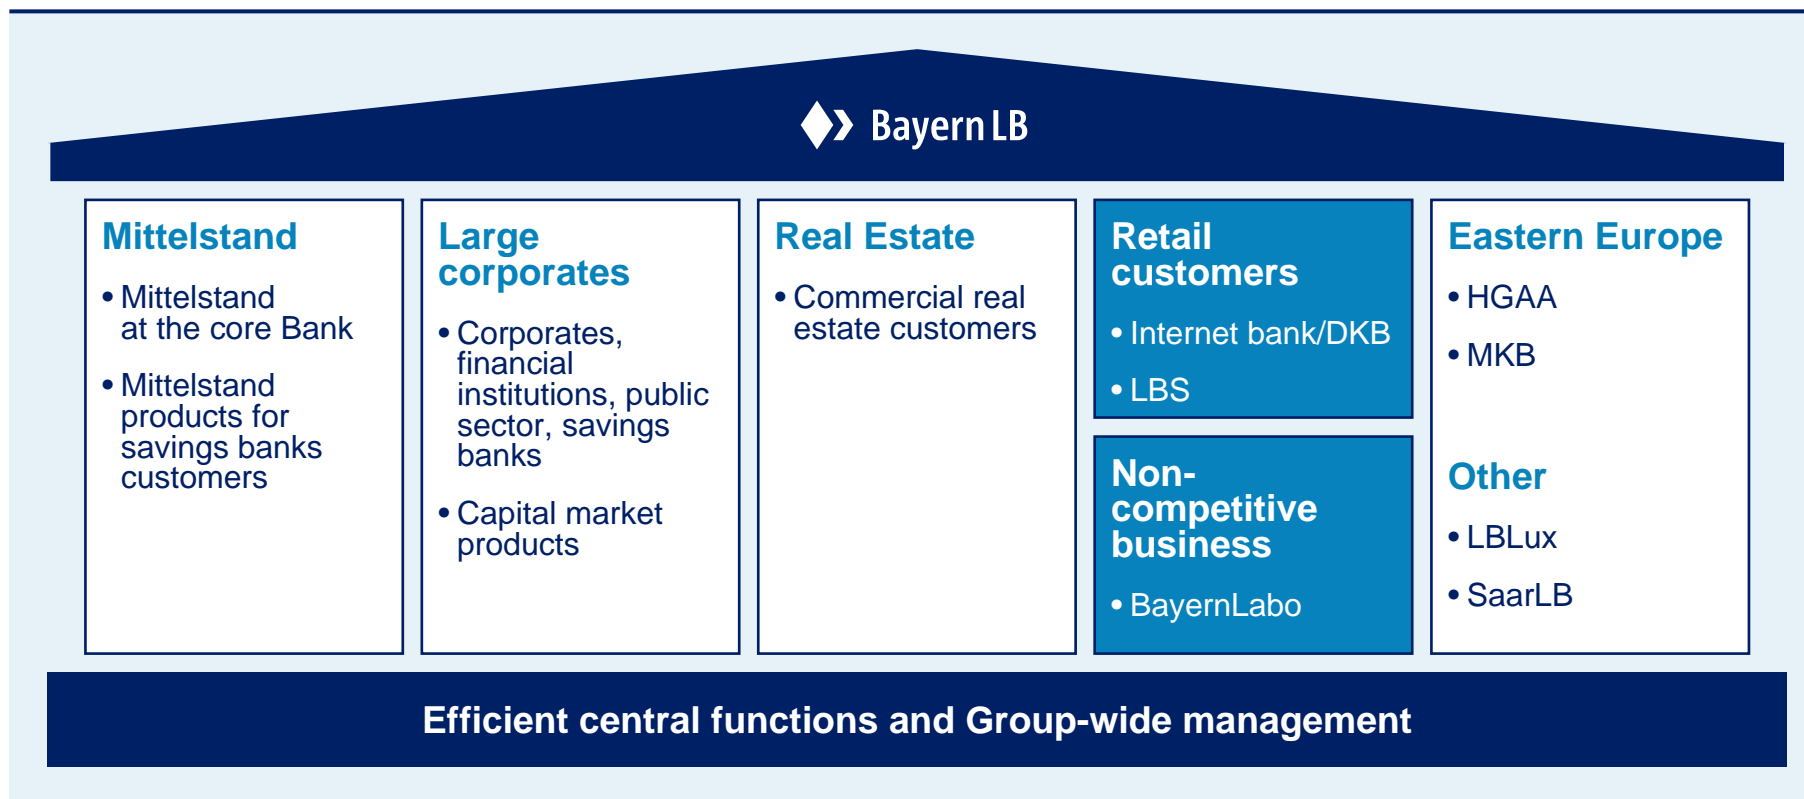 Bayern LB
Mittelstand
• Mittelstand
at the core Bank
• Mittelstand
products for
savings banks
customers
Large
corporates
• Corporates,
financial
institutions, public
sector, savings
banks
• Capital market
products
Real Estate
• Commercial real
estate customers
Retail
customers
• Internet bank/DKB
• LBS
Non-
competitive
business
• BayernLabo
Eastern Europe
• HGAA
• MKB
Other
• LBLux
• SaarLB
Efficient central functions and Group-wide management